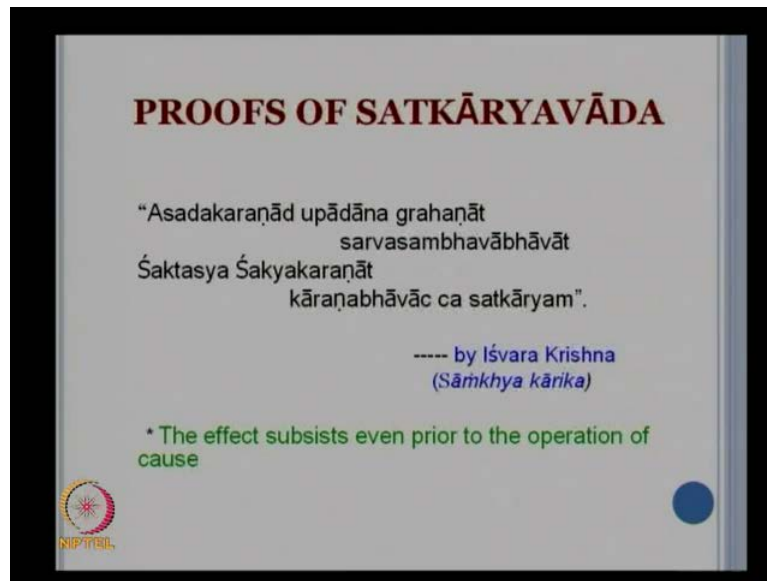 PROOFS OF SATKĀRYAVĀDA
“Asadakaraṇād upādāna grahaṇāt
sarvasambhavābhāvāt
Śaktasya Śakyakaraṇāt
kāraṇabhāvāc ca satkāryam”.
----- by Iśvara Krishna
(Sāṁkhya kārika)
* The effect subsists even prior to the operation of
cause
NPTEL